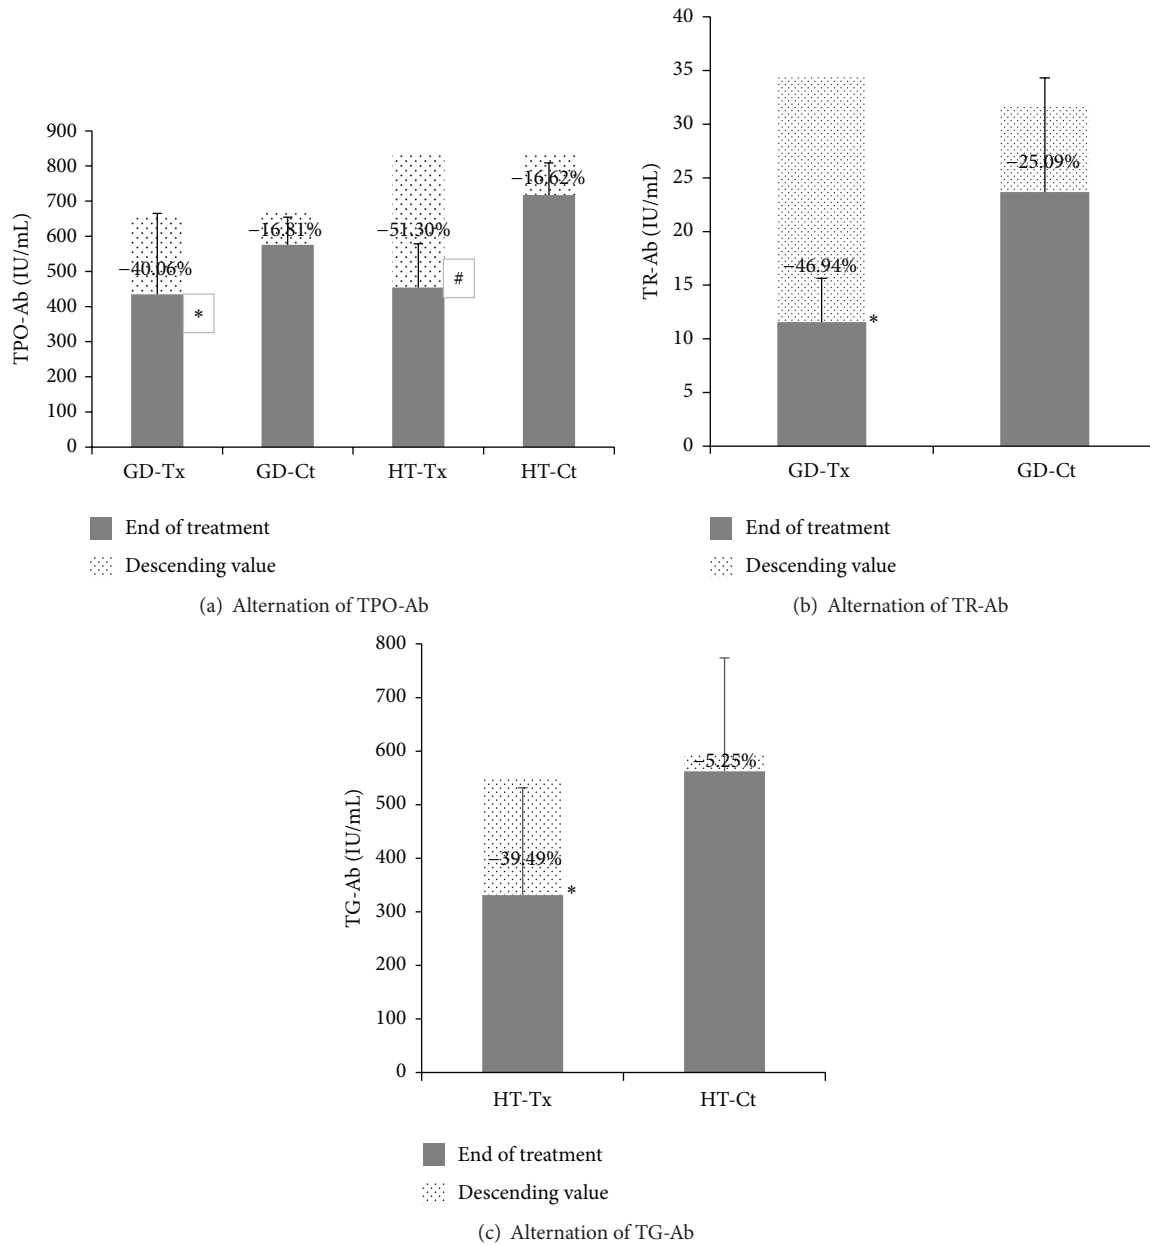 TPO-Ab (IU/mL)
900
800
700
600
500
400
300
200
100
0
−40.06%
*
−16.81%
−51.30%
#
−16.62%
GD-Tx GD-Ct HT-Tx HT-Ct
End of treatment
Descending value
(a) Alternation of TPO-Ab
TR-Ab (IU/mL)
40
35
30
25
20
15
10
5
0
−46.94%
*
−25.09%
GD-Tx GD-Ct
End of treatment
Descending value
(b) Alternation of TR-Ab
TG-Ab (IU/mL)
800
700
600
500
400
300
200
100
0
−39.49%
*
−5.25%
HT-Tx HT-Ct
End of treatment
Descending value
(c) Alternation of TG-Ab